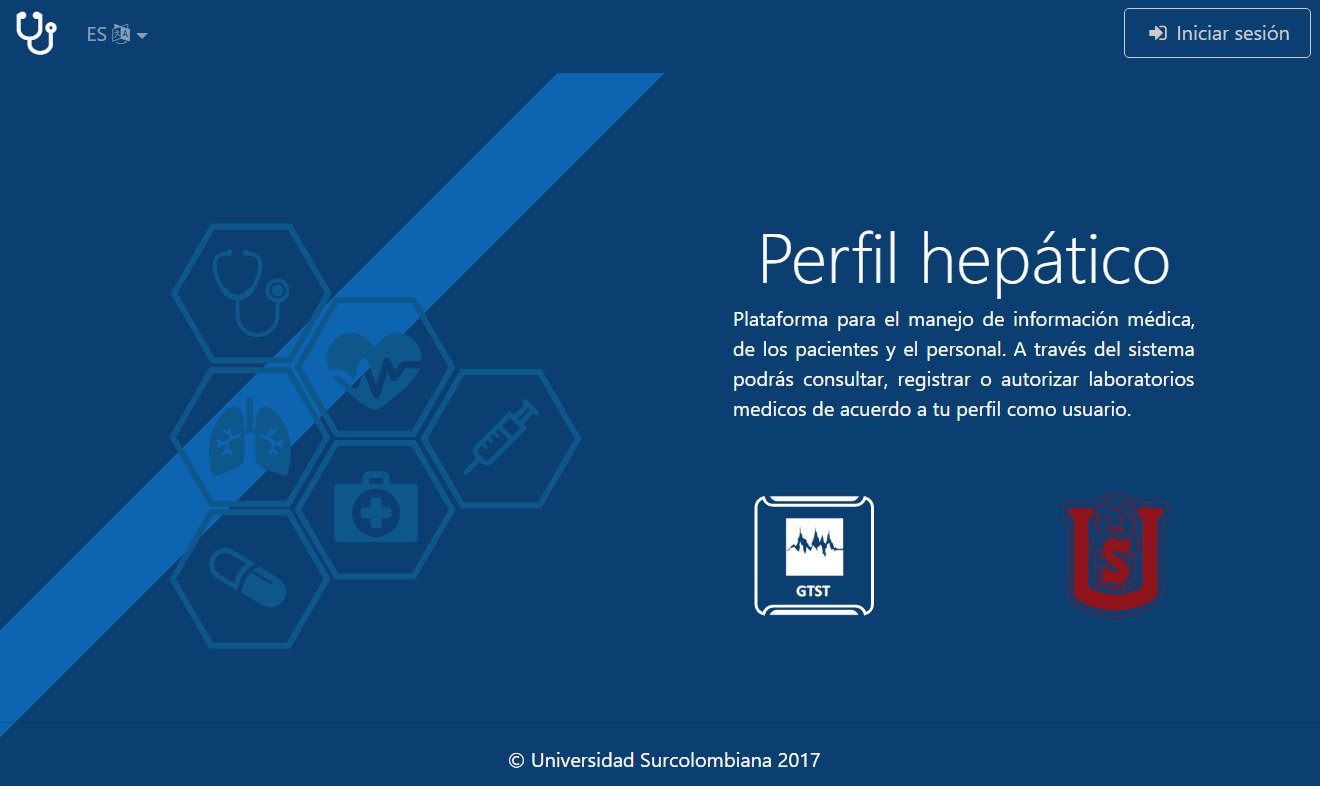 ES
Iniciar sesión
Perfil hepático
Plataforma para el manejo de información médica,
de los pacientes y el personal. A través del sistema
podrás consultar, registrar o autorizar laboratorios
medicos de acuerdo a tu perfil como usuario.
GTST
US
© Universidad Surcolombiana 2017